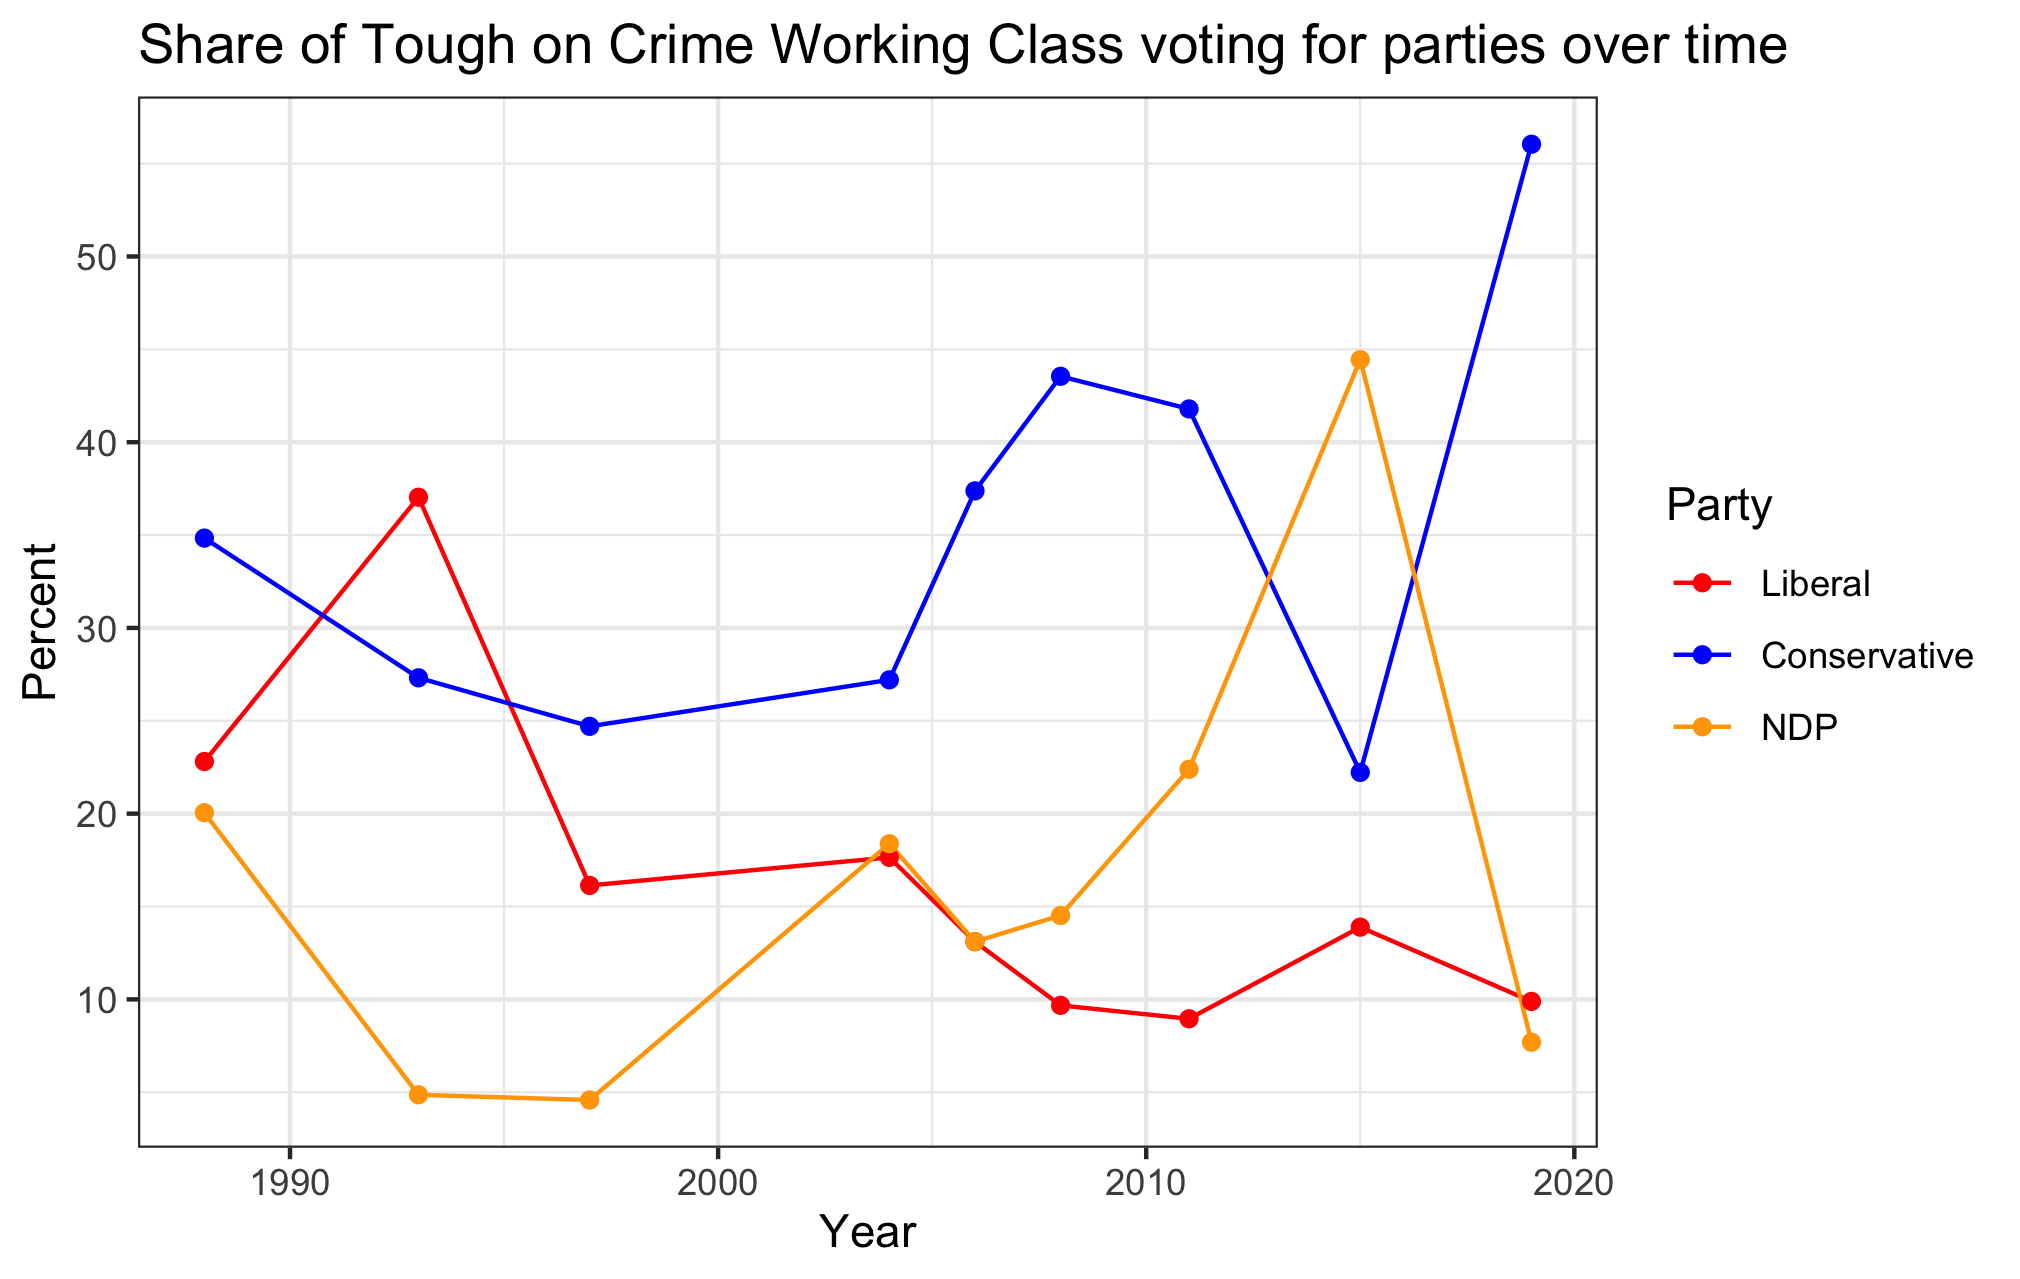 Share of Tough on Crime Working Class voting for parties over time
50
40
30
20
10
Percent
1990 2000 2010 2020
Year
Party
Liberal
Conservative
NDP